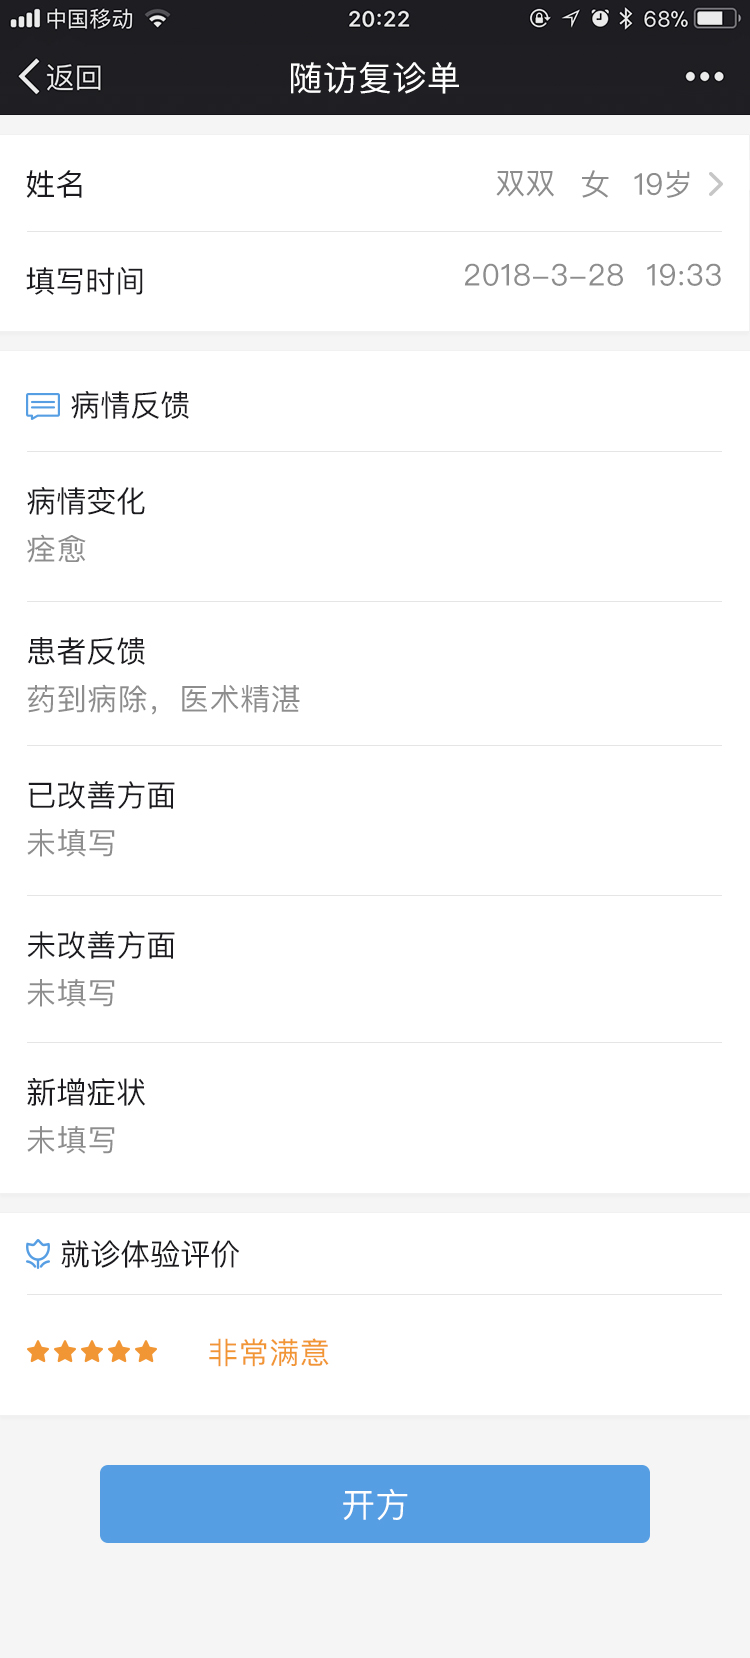 中国移动 20:22 68%
返回 随访复诊单
姓名 双双 女 19岁
填写时间 2018-3-28 19:33
病情反馈
病情变化
痊愈
患者反馈
药到病除，医术精湛
已改善方面
未填写
未改善方面
未填写
新增症状
未填写
就诊体验评价
非常满意
开方